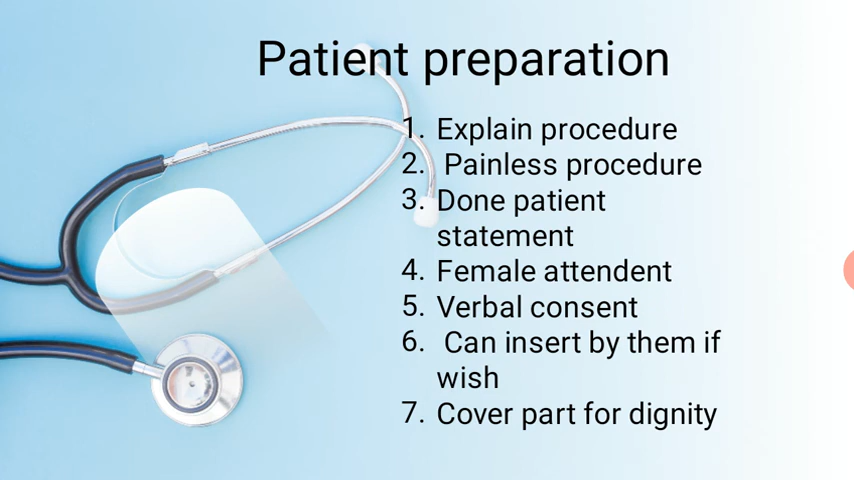 Patient preparation
1. Explain procedure
2. Painless procedure
3. Done patient
statement
4. Female attendent
5. Verbal consent
6. Can insert by them if
wish
7. Cover part for dignity